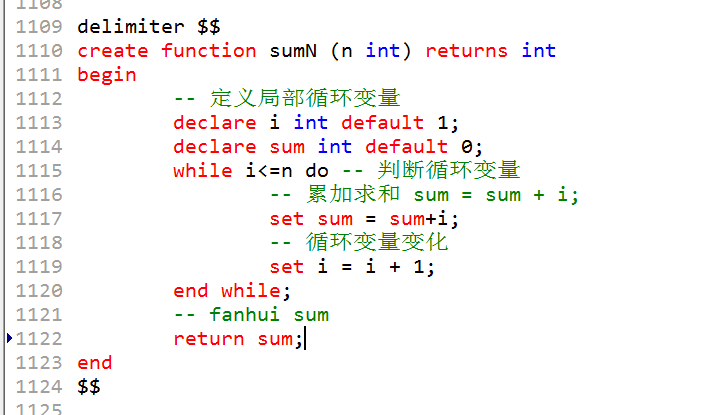 1108
1109 delimiter $$
1110 create function sumN (n int) returns int
1111 begin
1112 -- 定义局部循环变量
1113 declare i int default 1;
1114 declare sum int default 0;
1115 while i<=n do -- 判断循环变量
1116 -- 累加求和 sum = sum + i;
1117 set sum = sum+i;
1118 -- 循环变量变化
1119 set i = i + 1;
1120 end while;
1121 -- fanhui sum
1122 return sum;
1123 end
1124 $$
1125